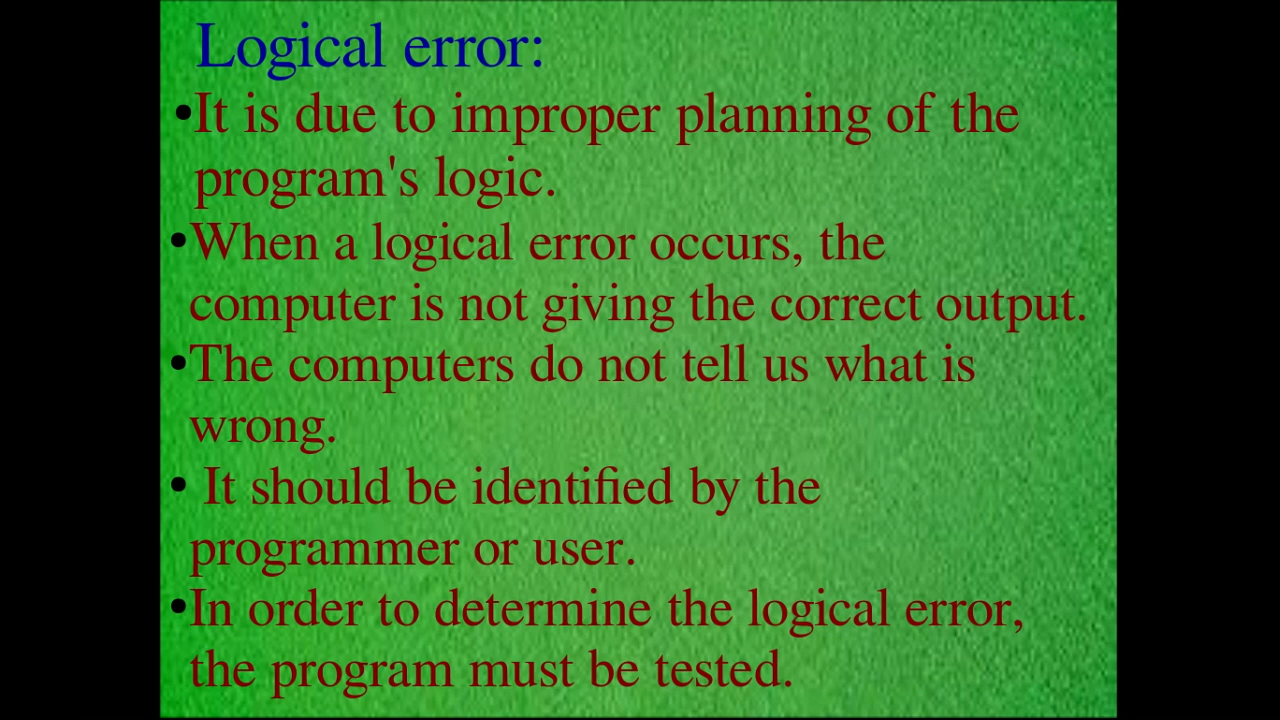 Logical error:
•It is due to improper planning of the
program's logic.
•When a logical error occurs, the
computer is not giving the correct output.
•The computers do not tell us what is
wrong.
• It should be identified by the
programmer or user.
•In order to determine the logical error,
the program must be tested.